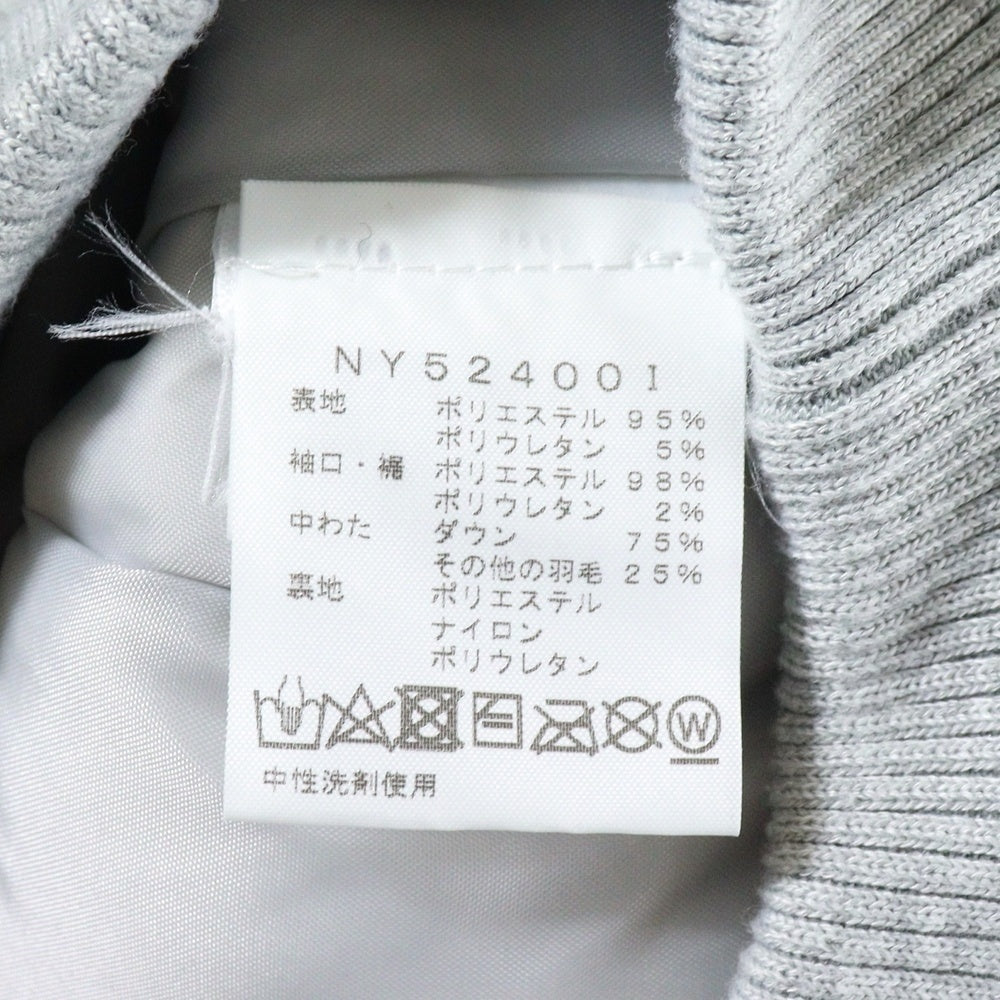 NY52400I
表地 ポリエステル 95%
ポリウレタン 5%
袖口・裾 ポリエステル 98%
ポリウレタン 2%
中わた ダウン 75%
その他の羽毛 25%
裏地 ポリエステル
ナイロン
ポリウレタン
W
中性洗剤使用